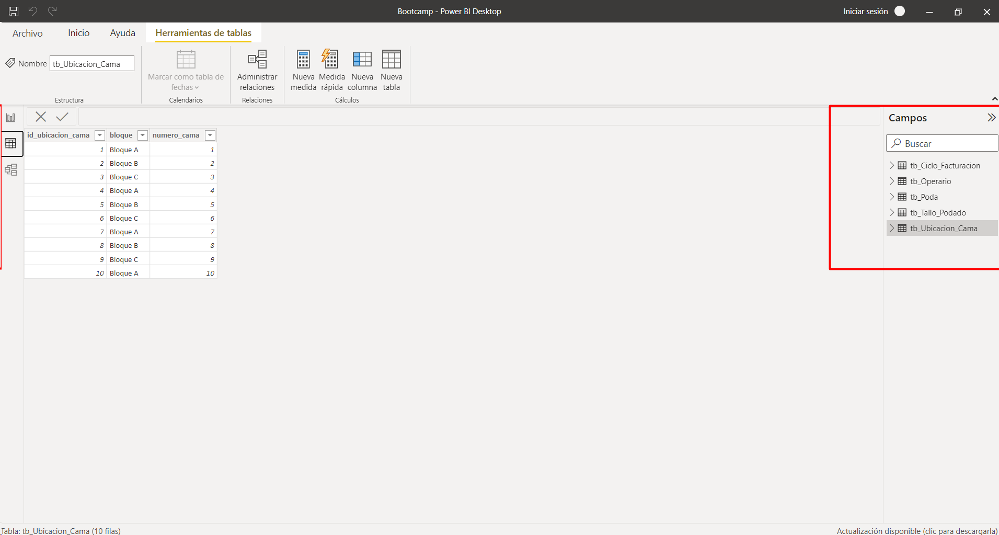 Bootcamp - Power BI Desktop
Iniciar sesión
Archivo
Inicio
Ayuda
Herramientas de tablas
Nombre
tb_Ubicacion_Cama
Marcar como tabla de
fechas
Administrar
relaciones
Nueva
medida
Medida
rápida
Nueva
columna
Nueva
tabla
Estructura
Calendarios
Relaciones
Cálculos
Campos
Buscar
tb_Ciclo_Facturacion
tb_Operario
tb_Poda
tb_Tallo_Podado
tb_Ubicacion_Cama
id_ubicacion_cama bloque numero_cama
1 Bloque A 1
2 Bloque B 2
3 Bloque C 3
4 Bloque A 4
5 Bloque B 5
6 Bloque C 6
7 Bloque A 7
8 Bloque B 8
9 Bloque C 9
10 Bloque A 10
Tabla: tb_Ubicacion_Cama (10 filas)
Actualización disponible (clic para descargarla)